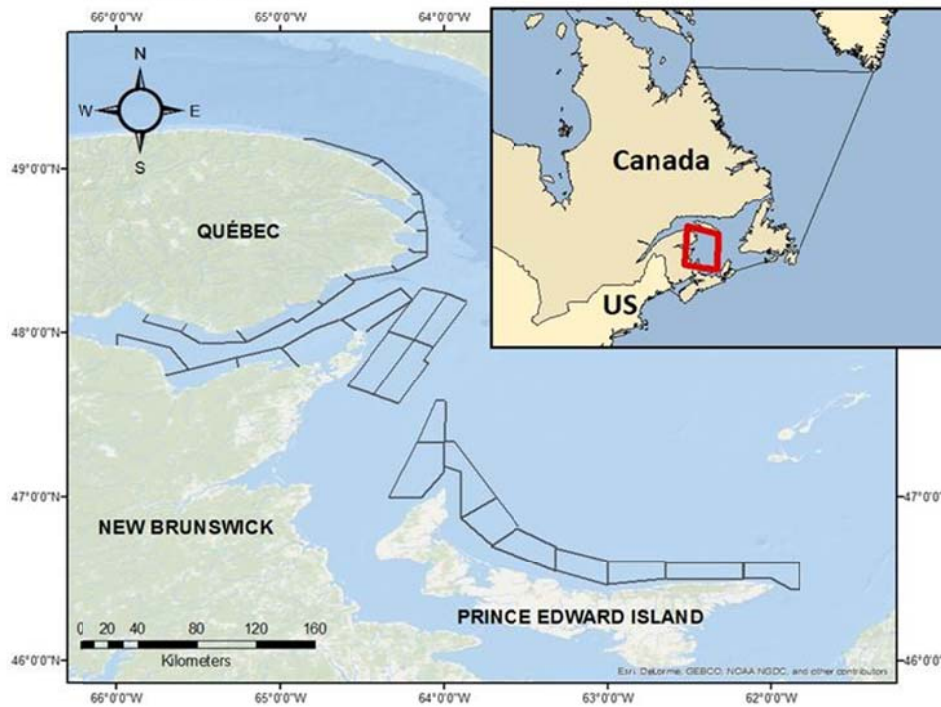 66°0'0"W 65°0'0"W 64°0'0"W
N
W E
S
49°0'0"N
QUÉBEC
48°0'0"N
47°0'0"N
NEW BRUNSWICK
PRINCE EDWARD ISLAND
0 20 40 80 120 160
Kilometers
46°0'0"N
Esri, DeLorme, GEBCO, NOAA NGDC, and other contributors
66°0'0"W 65°0'0"W 64°0'0"W 63°0'0"W 62°0'0"W
Canada
US
47°0'0"N
46°0'0"N